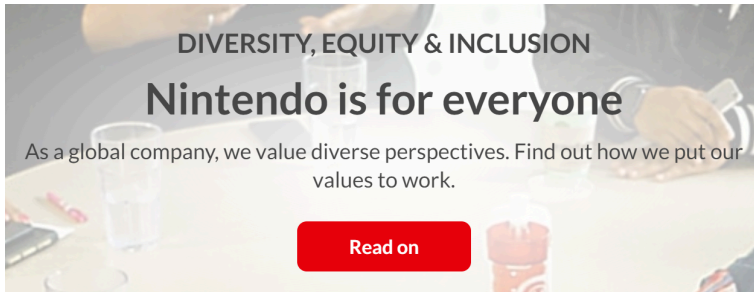 DIVERSITY, EQUITY & INCLUSION
Nintendo is for everyone
As a global company, we value diverse perspectives. Find out how we put our
values to work.
Read on